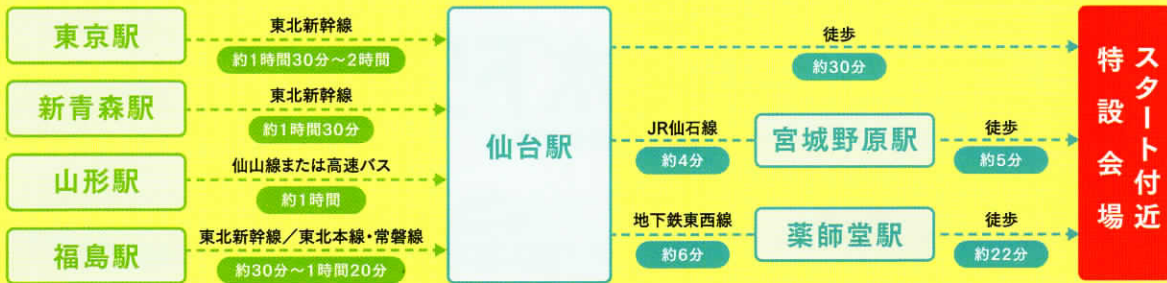 東京駅
東北新幹線
約1時間30分～2時間
新青森駅
東北新幹線
約1時間30分
山形駅
仙山線または高速バス
約1時間
福島駅
東北新幹線／東北本線・常磐線
約30分～1時間20分
仙台駅
徒歩
約30分
JR仙石線
約4分
宮城野原駅
徒歩
約5分
地下鉄東西線
約6分
薬師堂駅
徒歩
約22分
スタート付近
特設会場